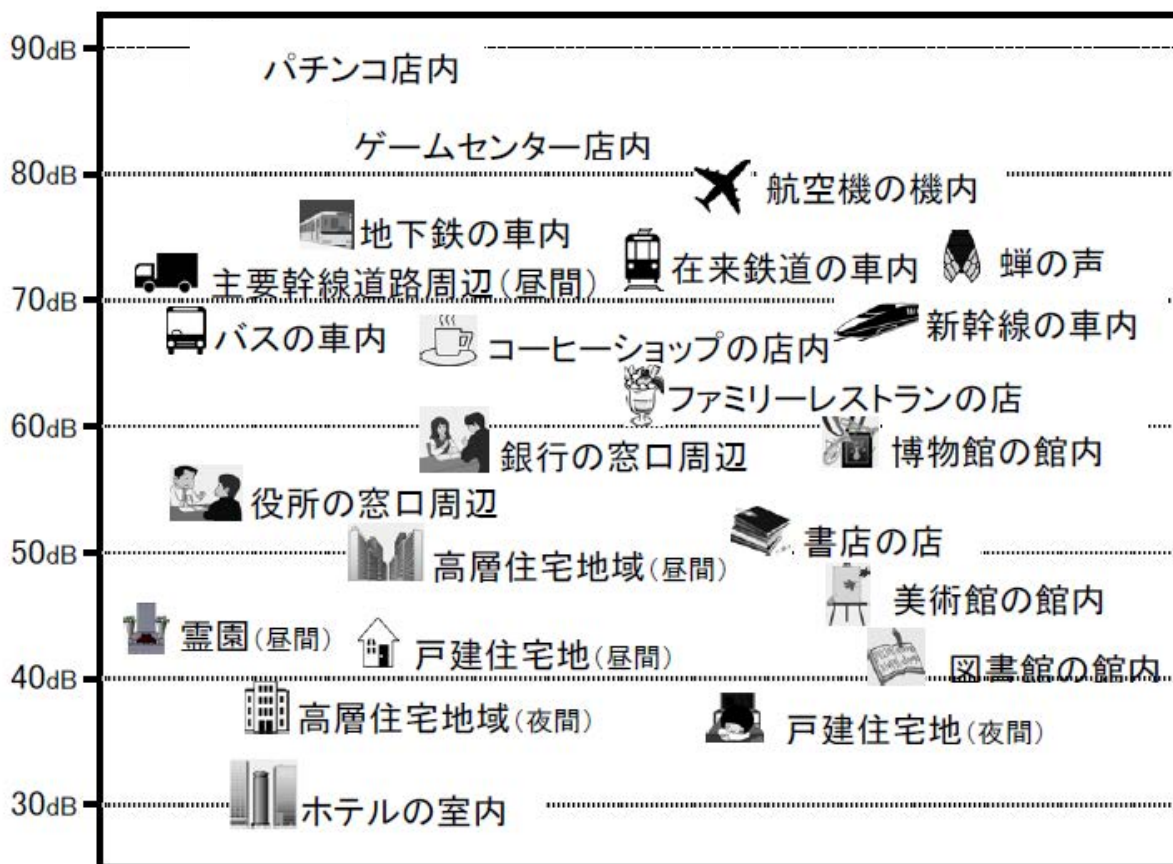 90dB
パチンコ店内
ゲームセンター店内
80dB
航空機の機内
地下鉄の車内
在来鉄道の車内
蝉の声
主要幹線道路周辺(昼間)
70dB
バスの車内
コーヒーショップの店内
新幹線の車内
ファミリーレストランの店
60dB
銀行の窓口周辺
博物館の館内
役所の窓口周辺
50dB
書店の店
高層住宅地域(昼間)
美術館の館内
霊園(昼間)
戸建住宅地(昼間)
図書館の館内
40dB
高層住宅地域(夜間)
戸建住宅地(夜間)
30dB
ホテルの室内